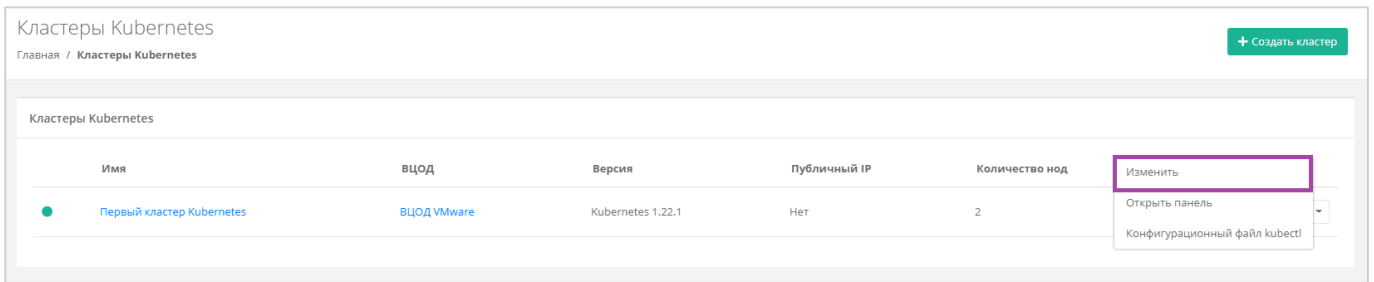 Кластеры Kubernetes
+ Создать кластер
Главная / Кластеры Kubernetes
Кластеры Kubernetes
Имя ВЦОД Версия Публичный IP Количество нод
Первый кластер Kubernetes ВЦОД VMware Kubernetes 1.22.1 Нет 2
Изменить
Открыть панель
Конфигурационный файл kubectl